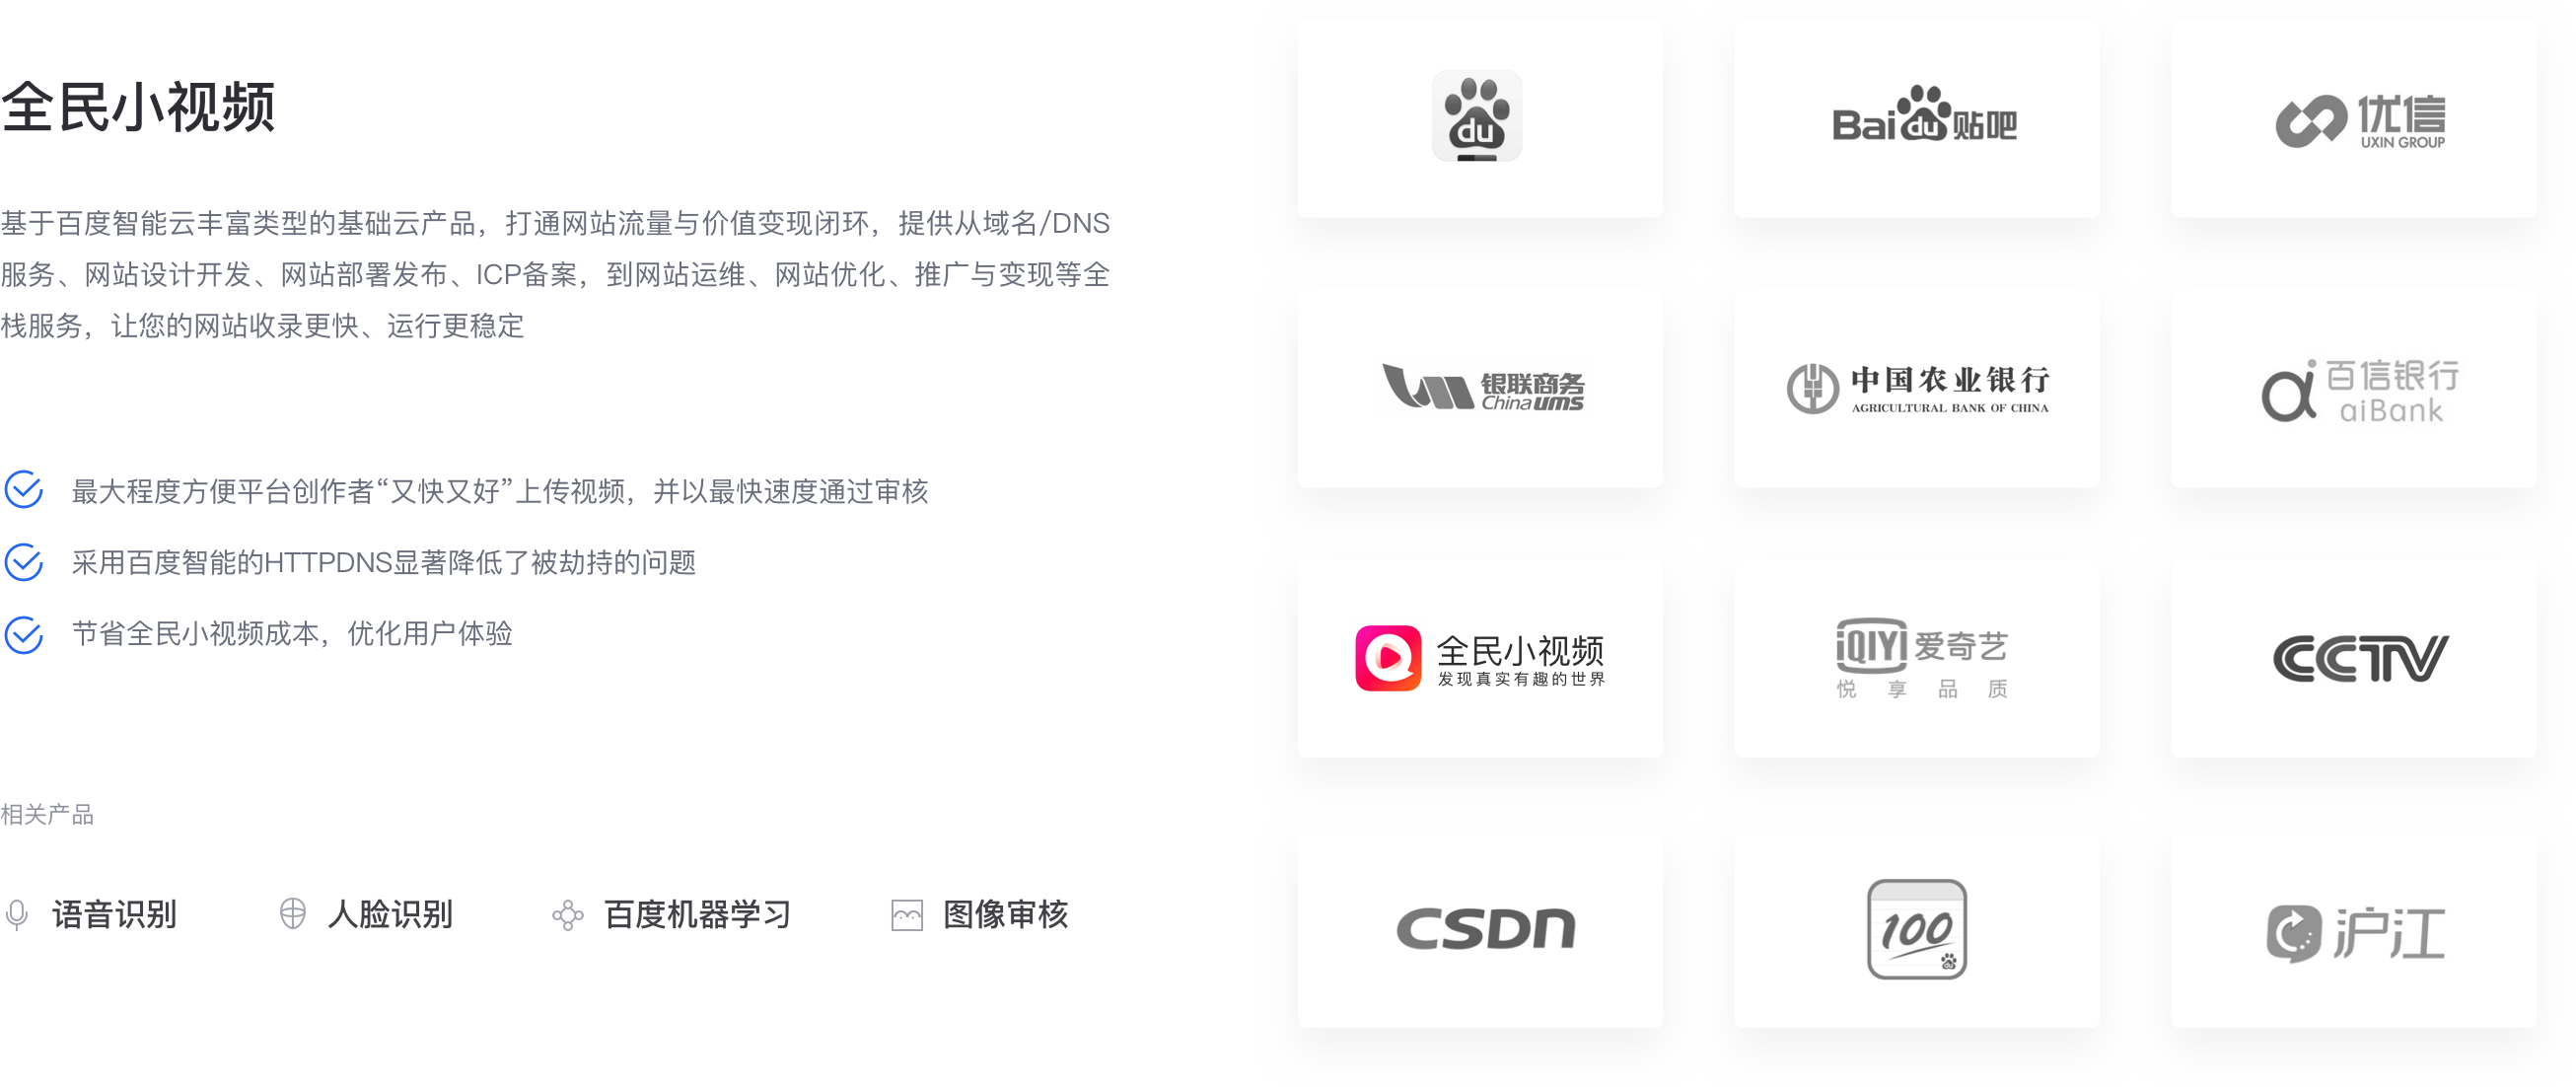 全民小视频
基于百度智能云丰富类型的基础云产品，打通网站流量与价值变现闭环，提供从域名/DNS
服务、网站设计开发、网站部署发布、ICP备案，到网站运维、网站优化、推广与变现等全
栈服务，让您的网站收录更快、运行更稳定
最大程度方便平台创作者“又快又好”上传视频，并以最快速度通过审核
采用百度智能的HTTPDNS显著降低了被劫持的问题
节省全民小视频成本，优化用户体验
相关产品
语音识别 人脸识别 百度机器学习 图像审核
du
Bai du 贴吧
优信
UXIN GROUP
银联商务
China ums
中国农业银行
AGRICULTURAL BANK OF CHINA
ai 百信银行
aiBank
全民小视频
发现真实有趣的世界
iQIYI 爱奇艺
悦享品质
CCTV
CSDN
100
du
沪江